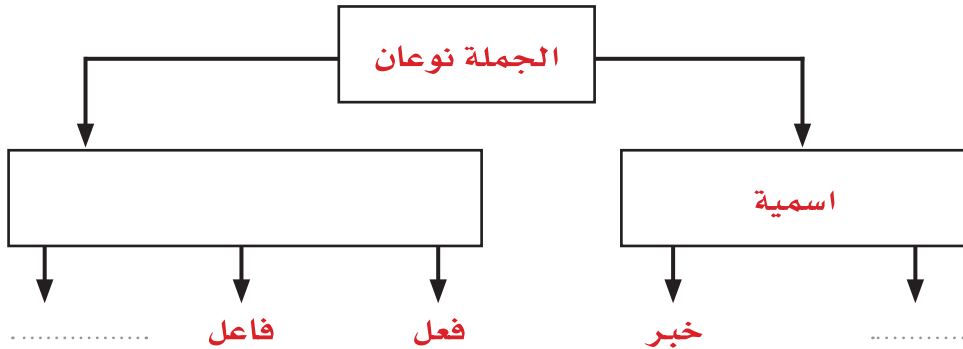 الجملة نوعان
اسمية
.................. خبر فعل فاعل ..................